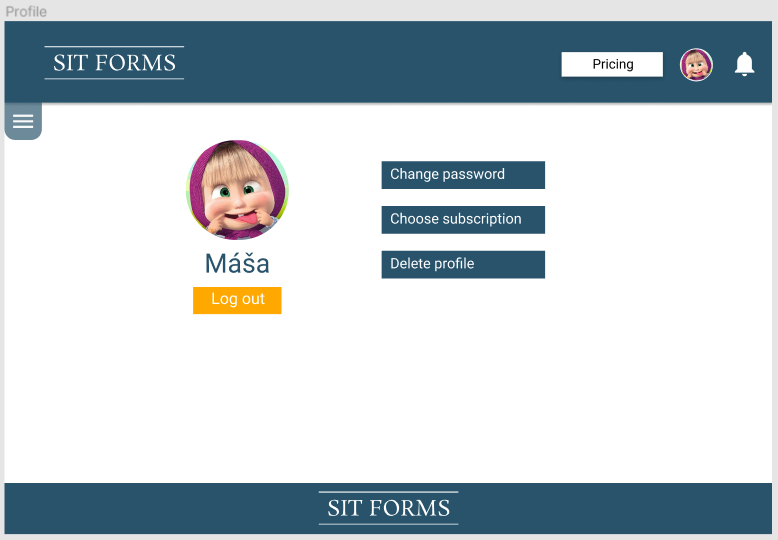 Profile
SIT FORMS
Pricing
Change password
Choose subscription
Delete profile
Máša
Log out
SIT FORMS